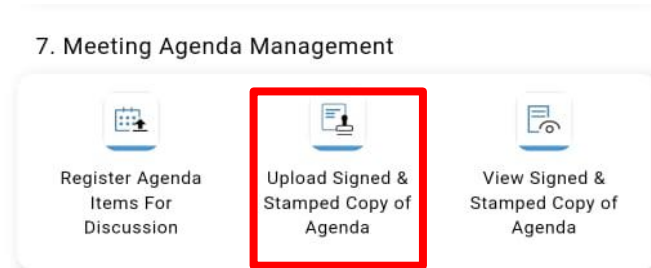 7. Meeting Agenda Management
Register Agenda
Items For
Discussion
Upload Signed &
Stamped Copy of
Agenda
View Signed &
Stamped Copy of
Agenda